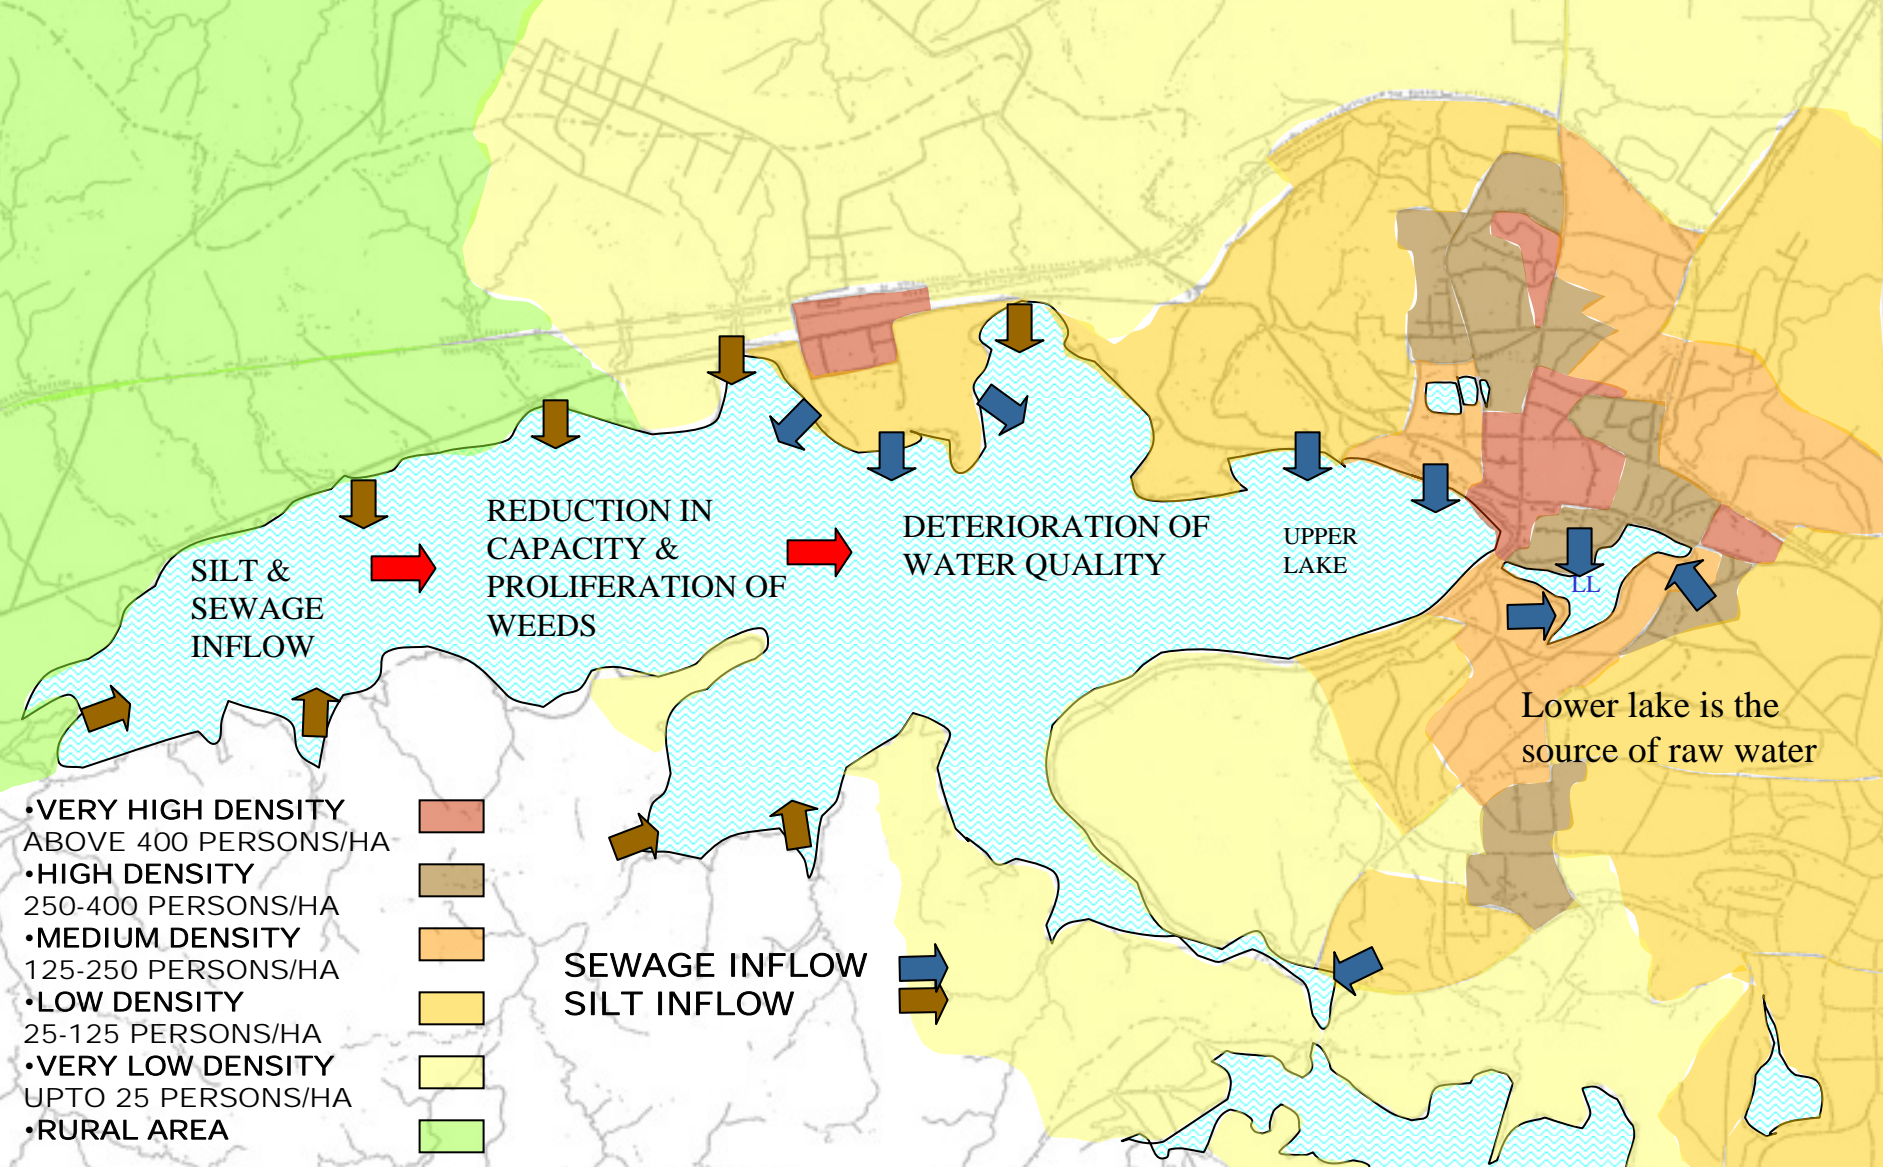 SILT &
SEWAGE
INFLOW
REDUCTION IN
CAPACITY &
PROLIFERATION OF
WEEDS
DETERIORATION OF
WATER QUALITY
UPPER
LAKE
LL
Lower lake is the
source of raw water
•VERY HIGH DENSITY
ABOVE 400 PERSONS/HA
•HIGH DENSITY
250-400 PERSONS/HA
•MEDIUM DENSITY
125-250 PERSONS/HA
•LOW DENSITY
25-125 PERSONS/HA
•VERY LOW DENSITY
UPTO 25 PERSONS/HA
•RURAL AREA
SEWAGE INFLOW
SILT INFLOW